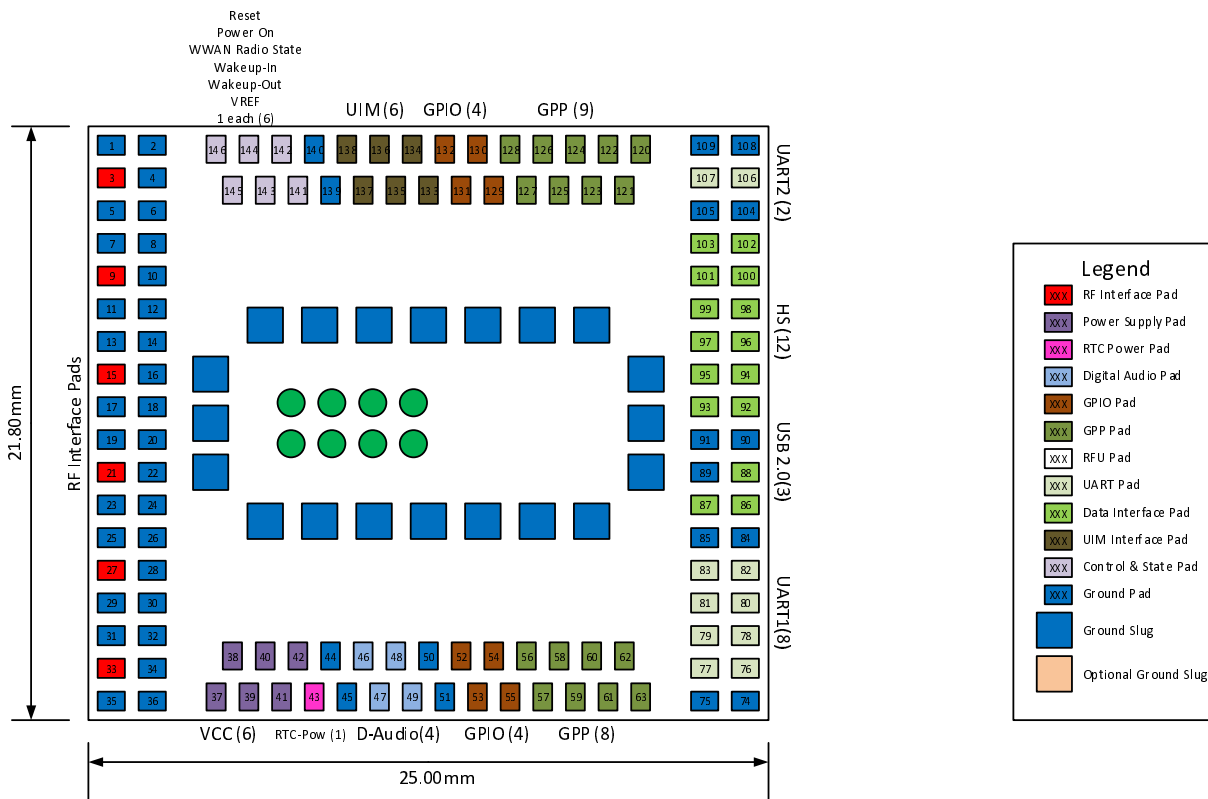 Reset
Power On
WWAN Radio State
Wakeup-In
Wakeup-Out
VREF
1 each (6)
UIM (6) GPIO (4) GPP (9)
146 144 142 140 138 136 134 132 130 128 126 124 122 120
145 143 141 139 137 135 133 131 129 127 125 123 121
1 2
3 4
5 6
7 8
9 10
11 12
13 14
15 16
17 18
19 20
21 22
23 24
25 26
27 28
29 30
31 32
33 34
35 36
109 108
107 106
105 104
103 102
101 100
99 98
97 96
95 94
93 92
91 90
89 88
87 86
85 84
83 82
81 80
79 78
77 76
75 74
38 40 42 44 46 48 50 52 54 56 58 60 62
37 39 41 43 45 47 49 51 53 55 57 59 61 63
VCC (6) RTC-Pow (1) D-Audio(4) GPIO (4) GPP (8)
21.80mm
RF Interface Pads
UART2 (2)
HS (12)
USB 2.0(3)
UART1(8)
25.00mm
Legend
XXX RF Interface Pad
XXX Power Supply Pad
XXX RTC Power Pad
XXX Digital Audio Pad
XXX GPIO Pad
XXX GPP Pad
XXX RFU Pad
XXX UART Pad
XXX Data Interface Pad
XXX UIM Interface Pad
XXX Control & State Pad
XXX Ground Pad
Ground Slug
Optional Ground Slug